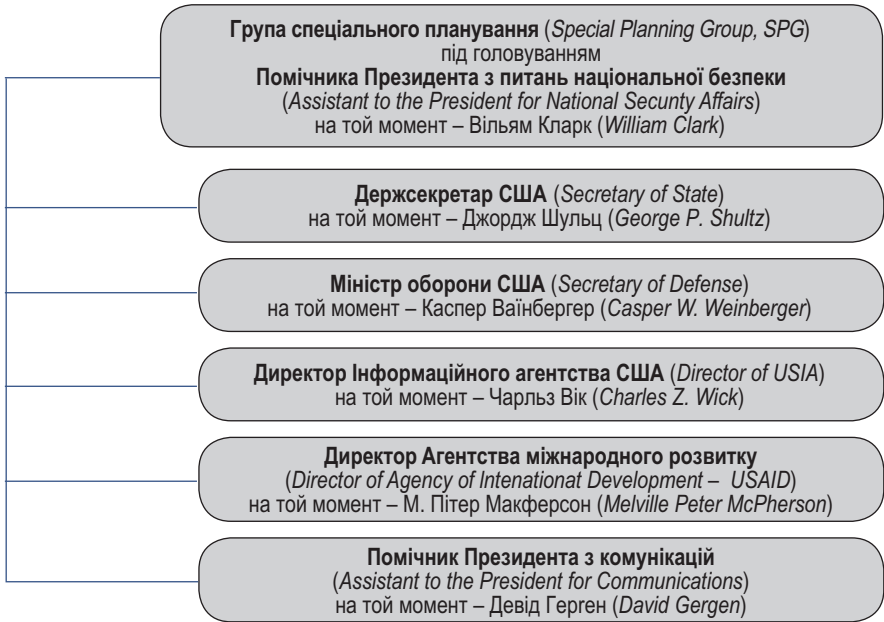 Група спеціального планування (Special Planning Group, SPG)
під головуванням
Помічника Президента з питань національної безпеки
(Assistant to the President for National Secunty Affairs)
на той момент – Вільям Кларк (William Clark)
Держсекретар США (Secretary of State)
на той момент – Джордж Шульц (George P. Shultz)
Міністр оборони США (Secretary of Defense)
на той момент – Каспер Ваїнбергер (Casper W. Weinberger)
Директор Інформаційного агентства США (Director of USIA)
на той момент – Чарльз Вік (Charles Z. Wick)
Директор Агентства міжнародного розвитку
(Director of Agency of Intenationat Development – USAID)
на той момент – М. Пітер Макферсон (Melville Peter McPherson)
Помічник Президента з комунікацій
(Assistant to the President for Communications)
на той момент – Девід Герген (David Gergen)